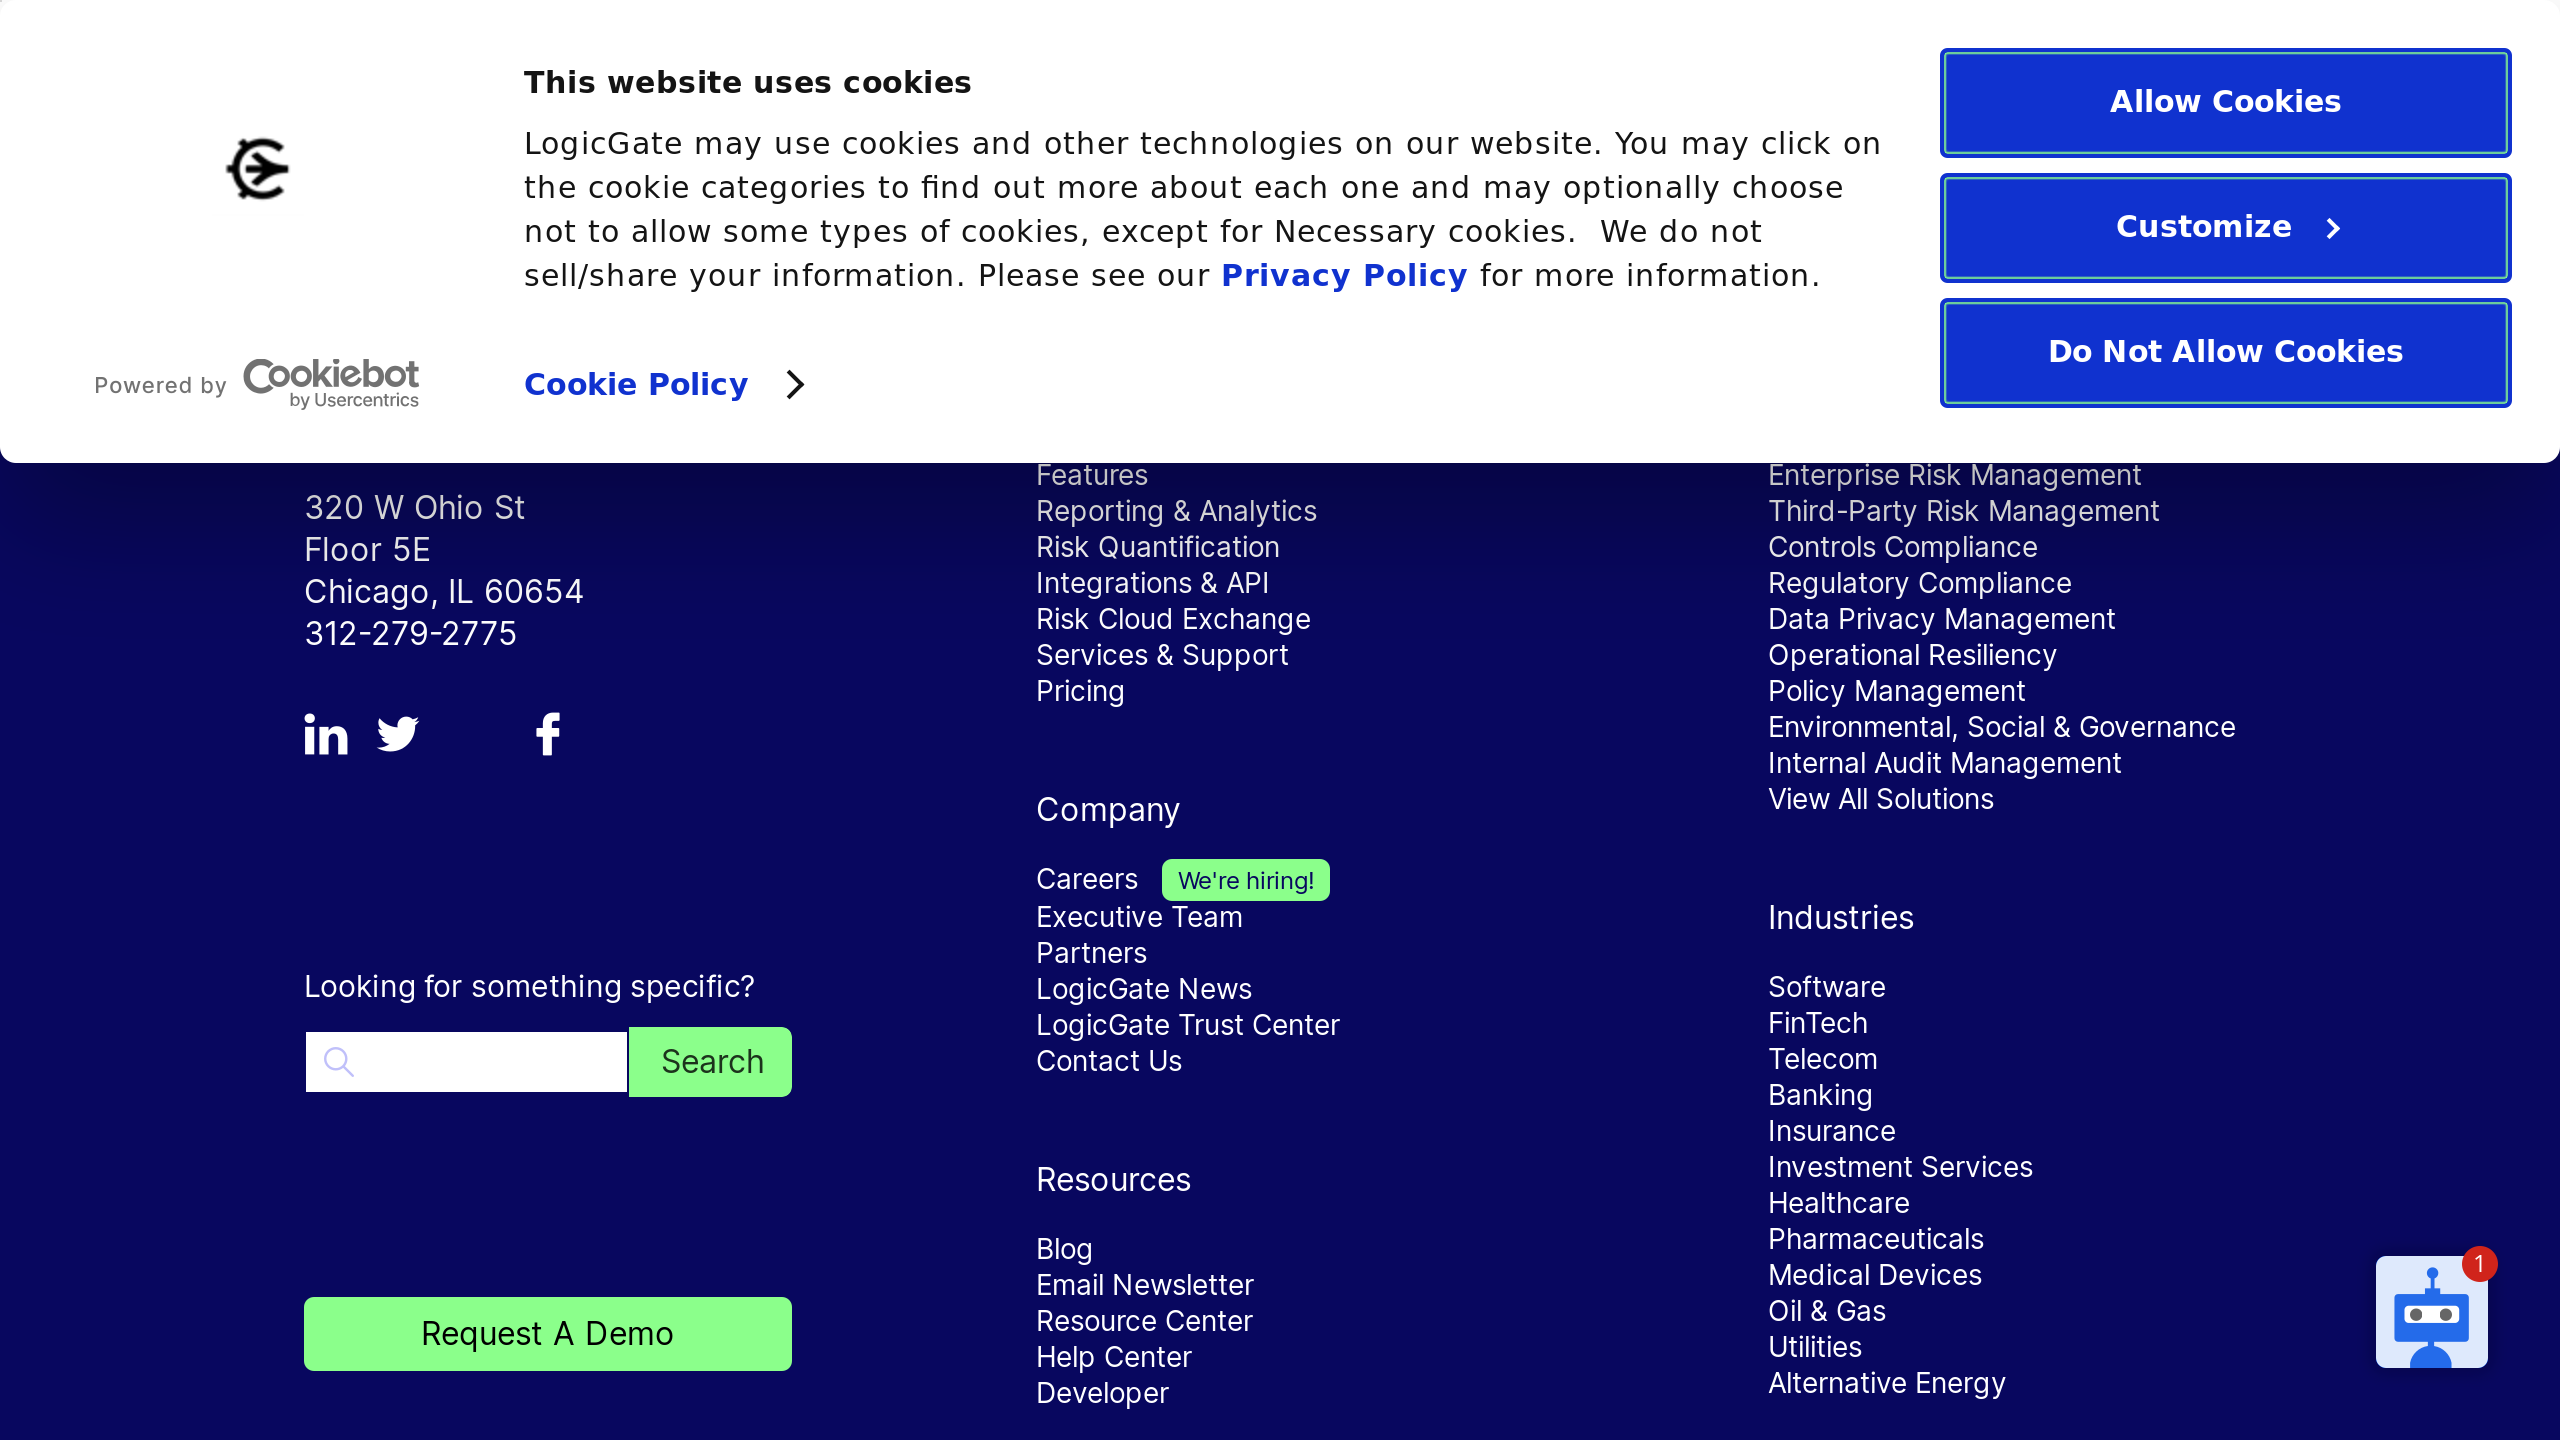 This website uses cookies
LogicGate may use cookies and other technologies on our website. You may click on
the cookie categories to find out more about each one and may optionally choose
not to allow some types of cookies, except for Necessary cookies.  We do not
sell/share your information. Please see our Privacy Policy for more information.
Powered by Cookiebot
by Usercentrics
Cookie Policy
Allow Cookies
Customize
Do Not Allow Cookies
320 W Ohio St
Floor 5E
Chicago, IL 60654
312-279-2775
Looking for something specific?
Search
Request A Demo
Features
Reporting & Analytics
Risk Quantification
Integrations & API
Risk Cloud Exchange
Services & Support
Pricing
Company
Careers We're hiring!
Executive Team
Partners
LogicGate News
LogicGate Trust Center
Contact Us
Resources
Blog
Email Newsletter
Resource Center
Help Center
Developer
Enterprise Risk Management
Third-Party Risk Management
Controls Compliance
Regulatory Compliance
Data Privacy Management
Operational Resiliency
Policy Management
Environmental, Social & Governance
Internal Audit Management
View All Solutions
Industries
Software
FinTech
Telecom
Banking
Insurance
Investment Services
Healthcare
Pharmaceuticals
Medical Devices
Oil & Gas
Utilities
Alternative Energy
1